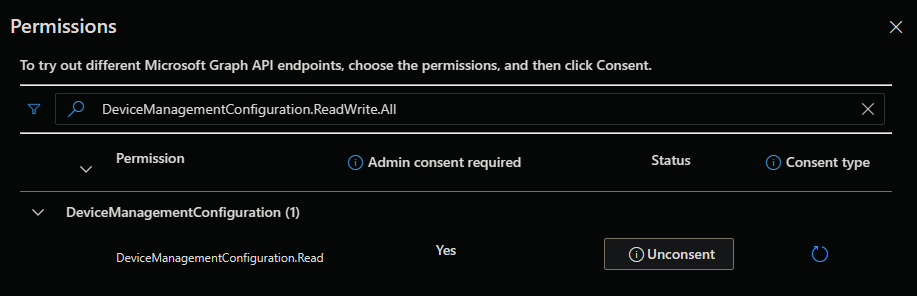 Permissions
To try out different Microsoft Graph API endpoints, choose the permissions, and then click Consent.
DeviceManagementConfiguration.ReadWrite.All
Permission Admin consent required Status Consent type
DeviceManagementConfiguration (1)
DeviceManagementConfiguration.Read Yes Unconsent